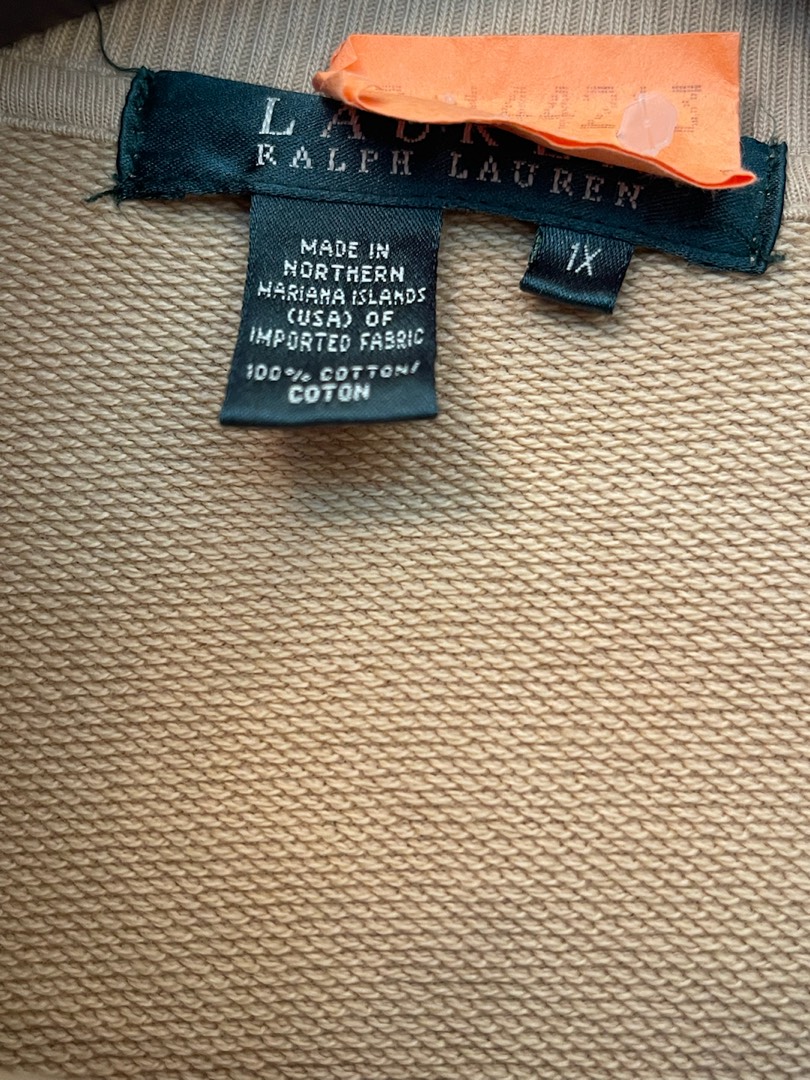 RALPH LAUREN
1X
MADE IN
NORTHERN
MARIANA ISLANDS
(USA) OF
IMPORTED FABRIC
100% COTTON/
COTON